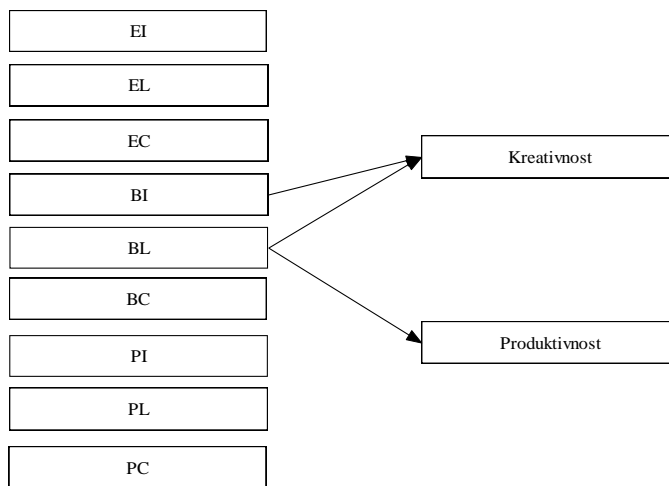 EI
EL
EC
BI
BL
BC
PI
PL
PC
Kreativnost
Produktivnost